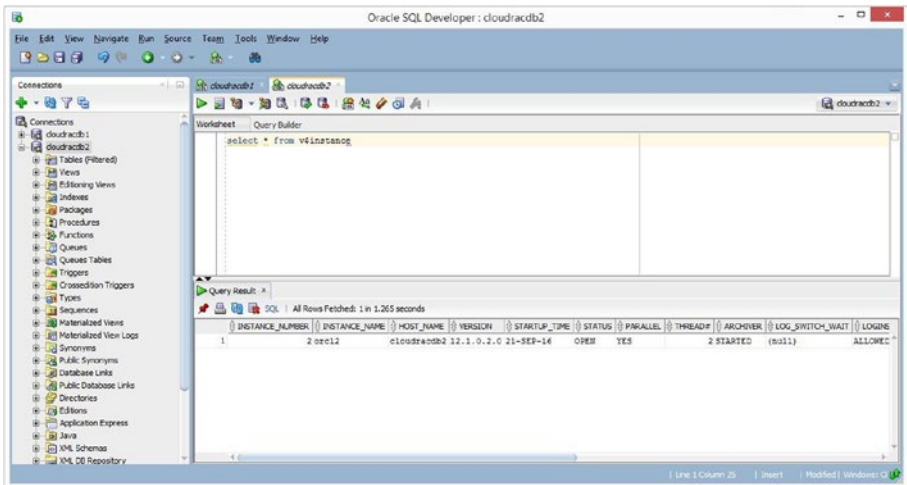 Oracle SQL Developer : cloudracdb2
File Edit View Navigate Run Source Team Tools Window Help
Connections
cloudracdb1
cloudracdb2
cloudracdb2
Connections
cloudracdb1
cloudracdb2
Tables (Filtered)
Views
Editioning Views
Indexes
Packages
Procedures
Functions
Queues
Queues Tables
Triggers
Crossedition Triggers
Types
Sequences
Materialized Views
Materialized View Logs
Synonyms
Public Synonyms
Database Links
Public Database Links
Directories
Editions
Application Express
Java
XML Schemas
XML DB Repository
Worksheet Query Builder
select * from v$instance
Query Result
SQL | All Rows Fetched: 1 in 1.265 seconds
INSTANCE_NUMBER INSTANCE_NAME HOST_NAME VERSION STARTUP_TIME STATUS PARALLEL THREAD# ARCHIVER LOG_SWITCH_WAIT LOGINS
1 2 orcl2 cloudracdb2 12.1.0.2.0 21-SEP-16 OPEN YES 2 STARTED (null) ALLOWED
Line 1 Column 25 | Insert | Modified | Windows: C